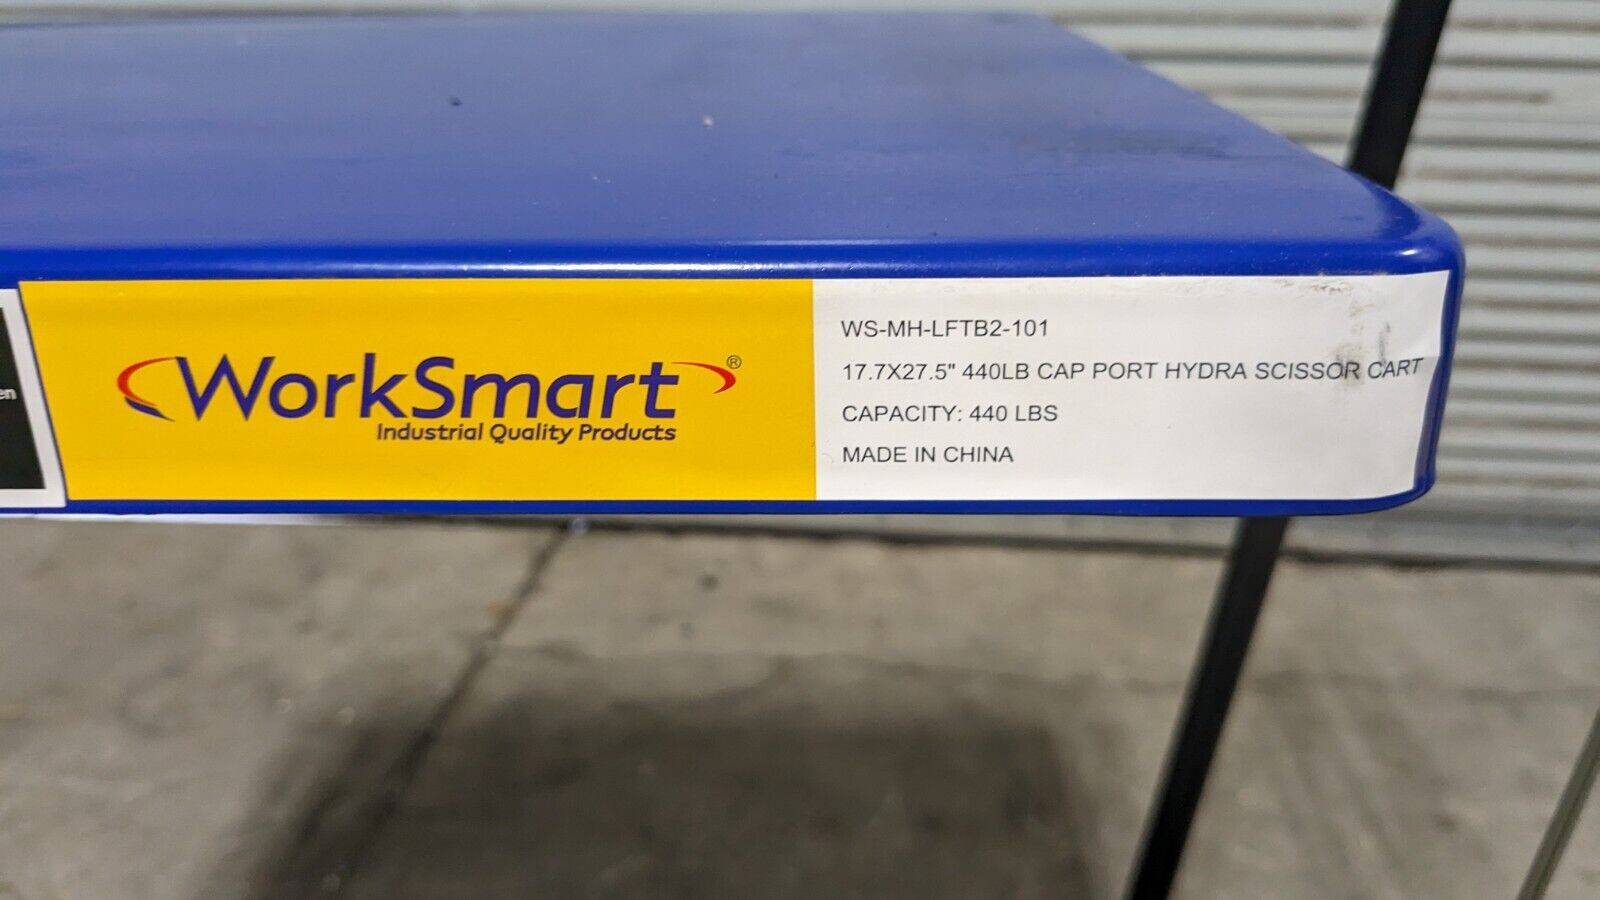 en
WorkSmart®
Industrial Quality Products
WS-MH-LFTB2-101
17.7X27.5" 440LB CAP PORT HYDRA SCISSOR CART
CAPACITY: 440 LBS
MADE IN CHINA